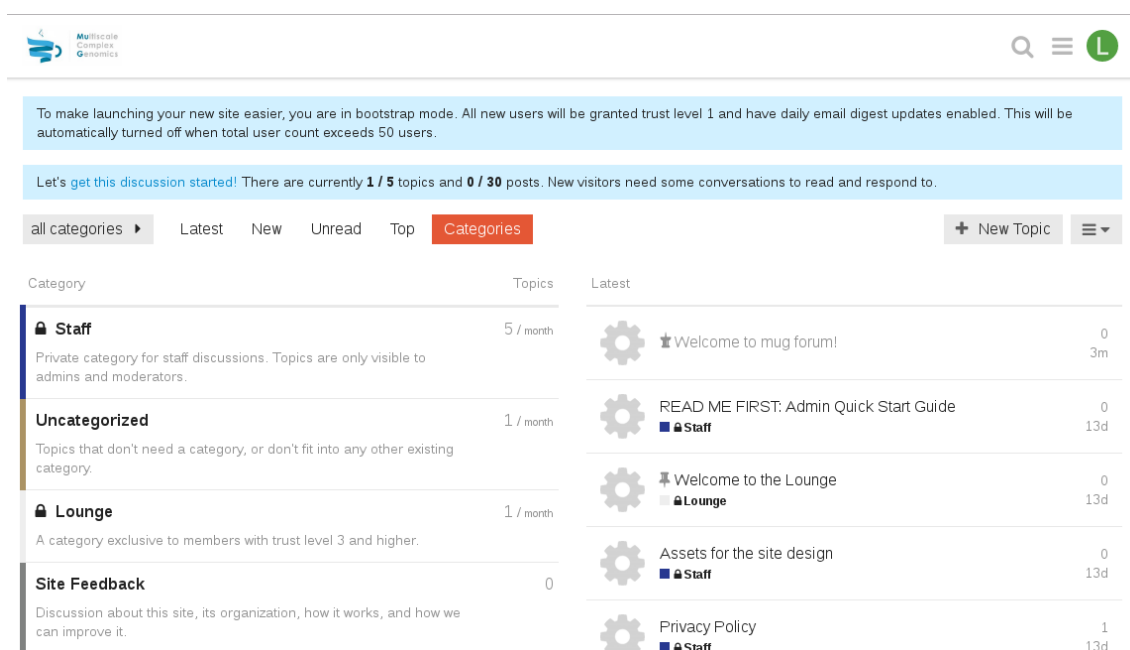 Multiscale
Complex
Genomics
L
To make launching your new site easier, you are in bootstrap mode. All new users will be granted trust level 1 and have daily email digest updates enabled. This will be
automatically turned off when total user count exceeds 50 users.
Let's get this discussion started! There are currently 1 / 5 topics and 0 / 30 posts. New visitors need some conversations to read and respond to.
all categories Latest New Unread Top Categories + New Topic
Category Topics
Staff 5 / month
Private category for staff discussions. Topics are only visible to
admins and moderators.
Uncategorized 1 / month
Topics that don't need a category, or don't fit into any other existing
category.
Lounge 1 / month
A category exclusive to members with trust level 3 and higher.
Site Feedback 0
Discussion about this site, its organization, how it works, and how we
can improve it.
Latest
Welcome to mug forum! 0
3m
READ ME FIRST: Admin Quick Start Guide 0
Staff 13d
Welcome to the Lounge 0
Lounge 13d
Assets for the site design 0
Staff 13d
Privacy Policy 1
Staff 13d